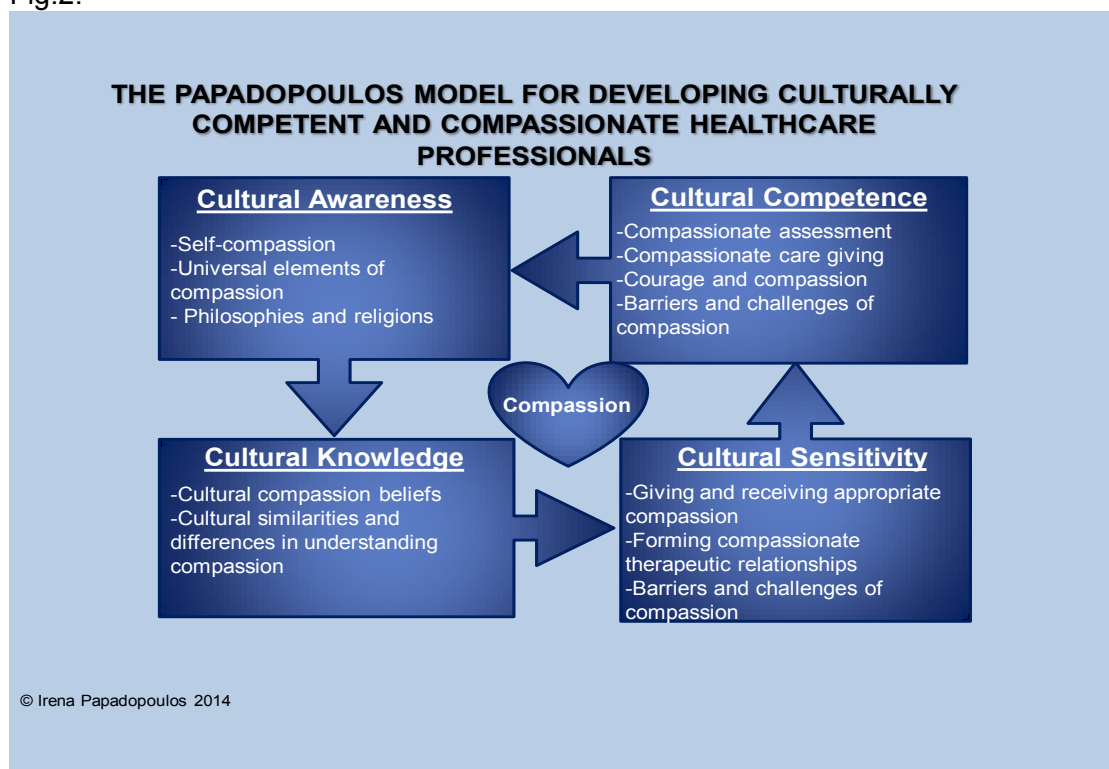 Fig.2.
THE PAPADOPOULOS MODEL FOR DEVELOPING CULTURALLY
COMPETENT AND COMPASSIONATE HEALTHCARE
PROFESSIONALS
Cultural Awareness
-Self-compassion
-Universal elements of
compassion
- Philosophies and religions
Cultural Competence
-Compassionate assessment
-Compassionate care giving
-Courage and compassion
-Barriers and challenges of
compassion
Compassion
Cultural Knowledge
-Cultural compassion beliefs
-Cultural similarities and
differences in understanding
compassion
Cultural Sensitivity
-Giving and receiving appropriate
compassion
-Forming compassionate
therapeutic relationships
-Barriers and challenges of
compassion
© Irena Papadopoulos 2014